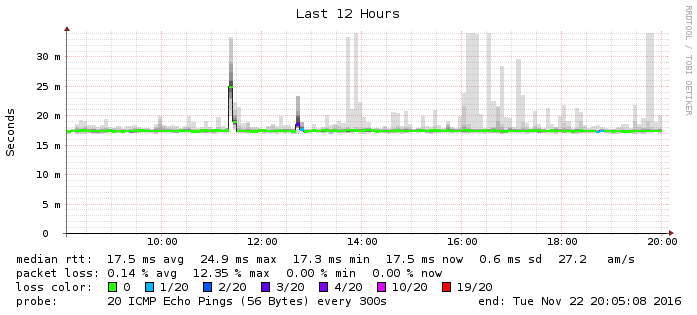 Last 12 Hours
RRDTOOL / TOBI OETIKER
Seconds
30 m
25 m
20 m
15 m
10 m
5 m
0
10:00 12:00 14:00 16:00 18:00 20:00
median rtt: 17.5 ms avg 24.9 ms max 17.3 ms min 17.5 ms now 0.6 ms sd 27.2 am/s
packet loss: 0.14 % avg 12.35 % max 0.00 % min 0.00 % now
loss color: 0 1/20 2/20 3/20 4/20 10/20 19/20
probe: 20 ICMP Echo Pings (56 Bytes) every 300s end: Tue Nov 22 20:05:08 2016